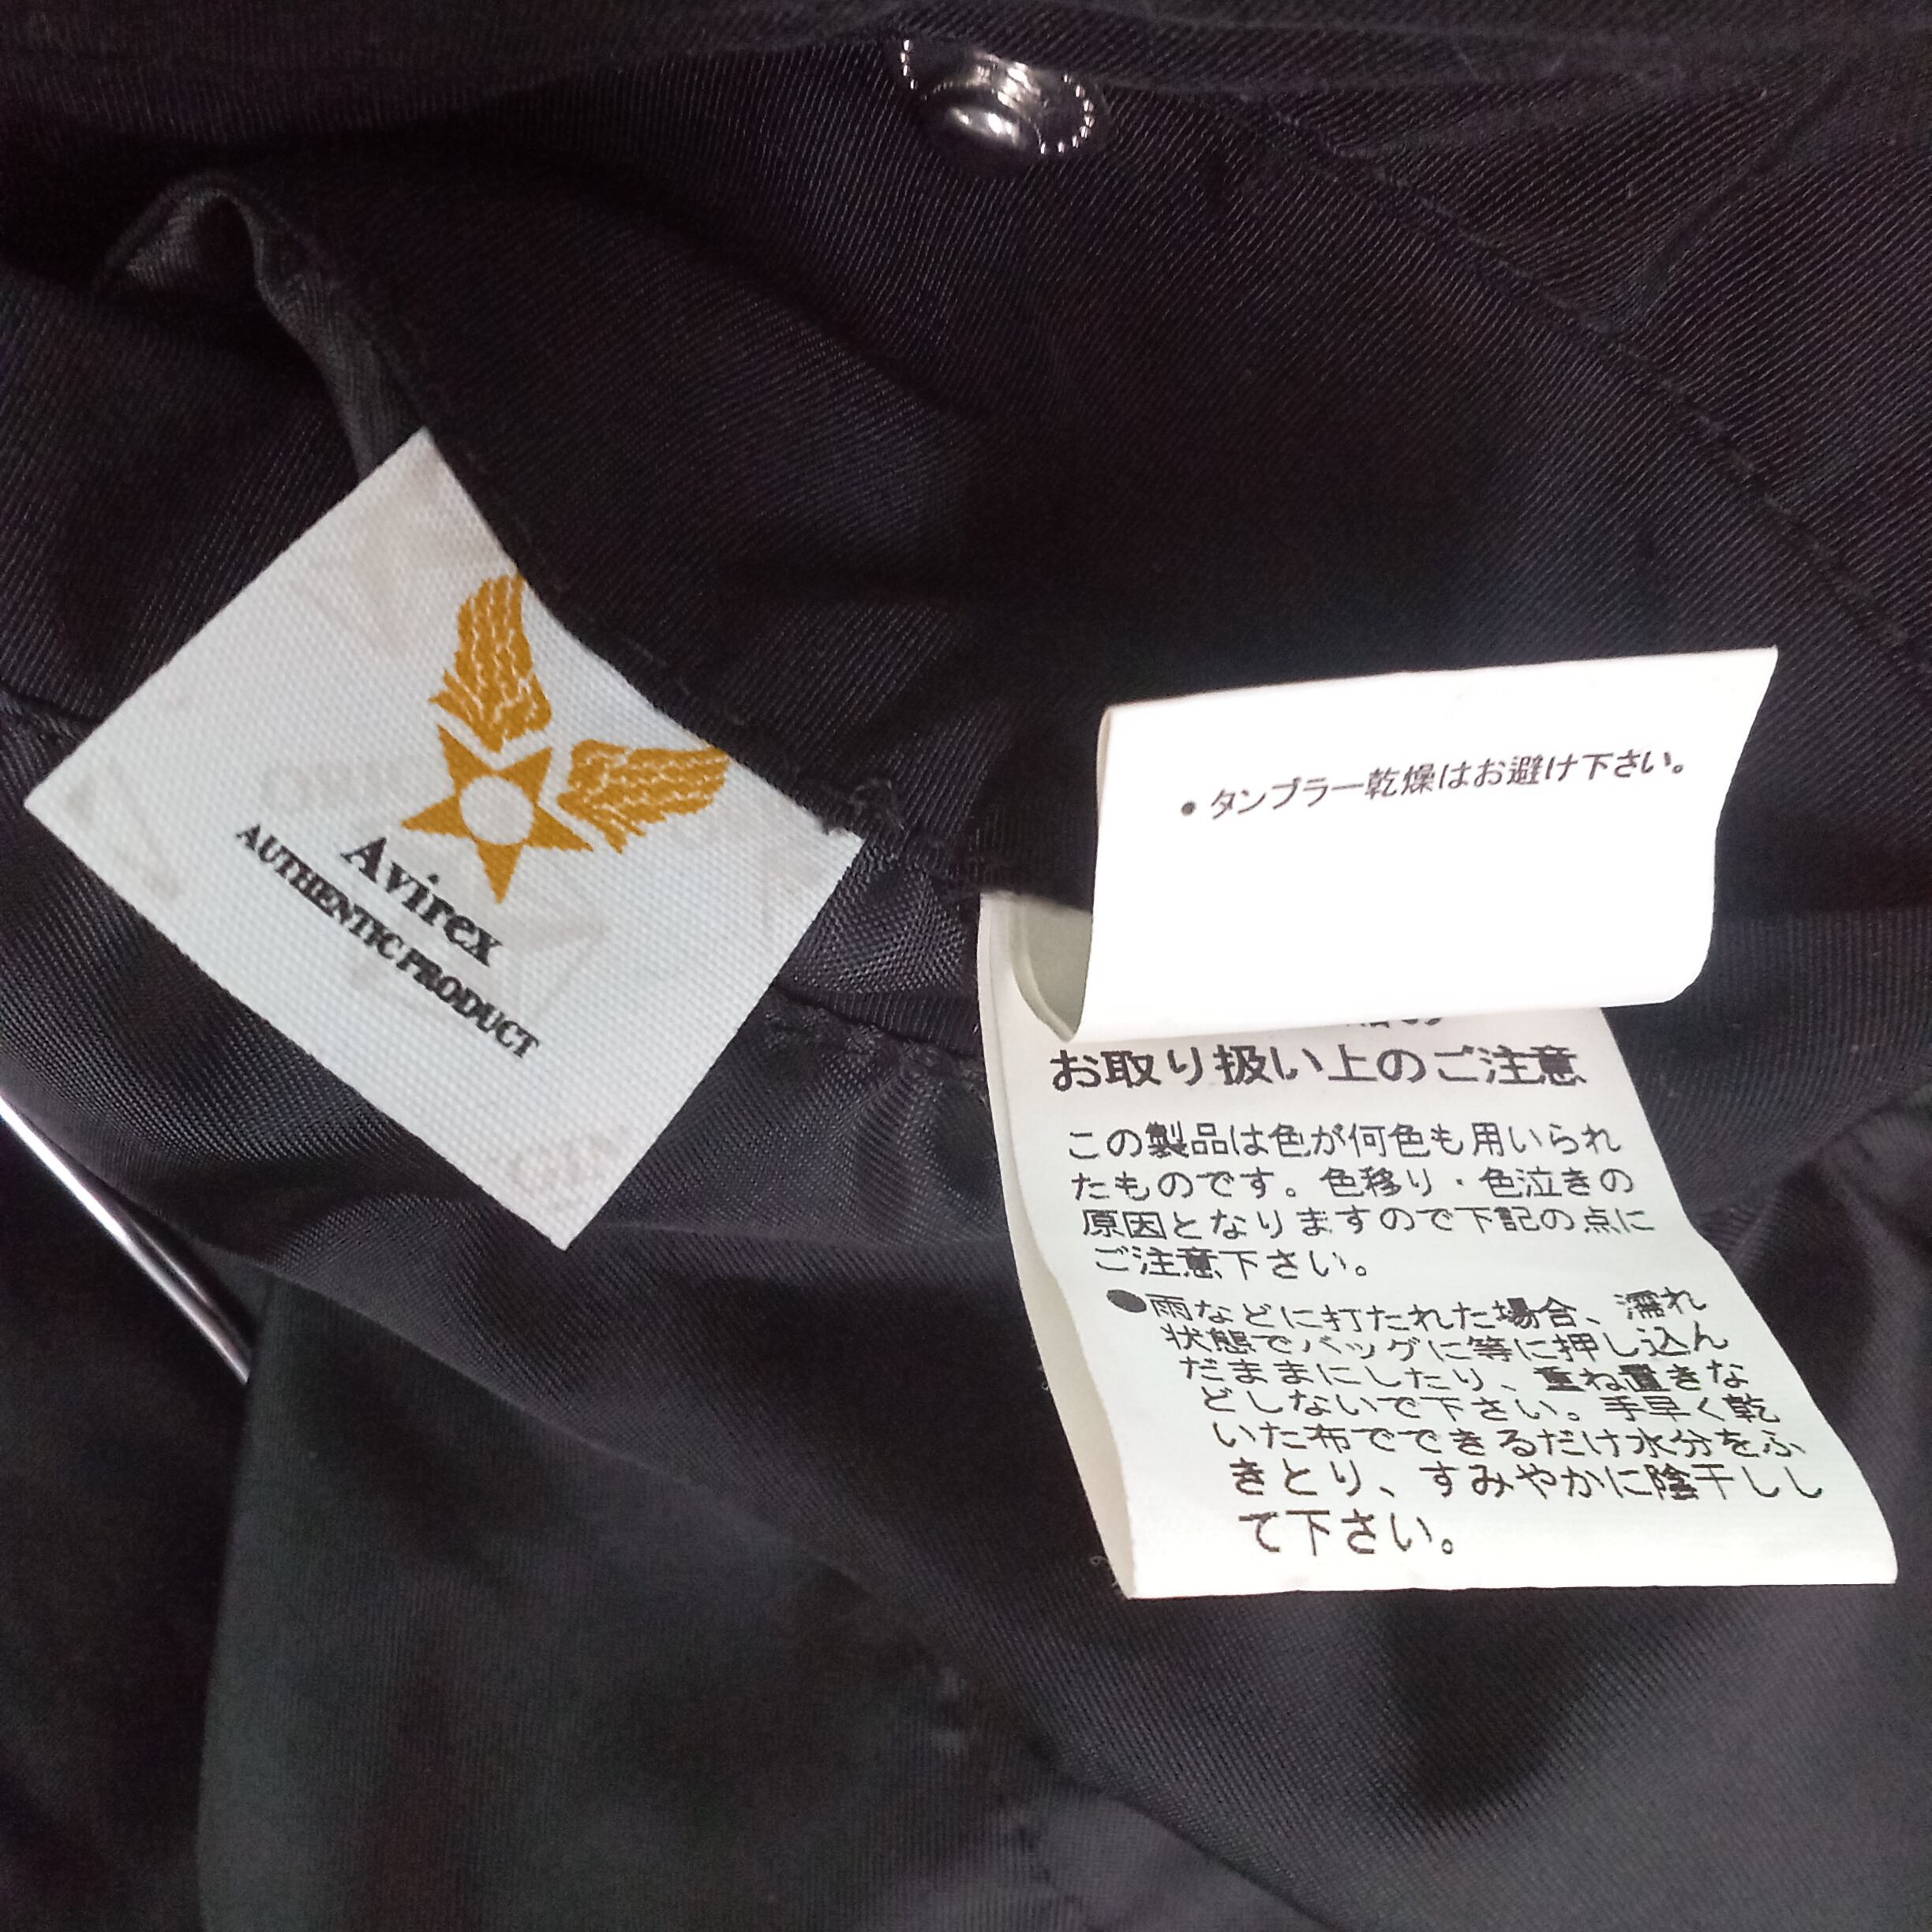 Avirex
AUTHENTIC PRODUCT
• タンブラー乾燥はお避け下さい。
お取り扱い上のご注意
この製品は色が何色も用いられ
たものです。色移り・色泣きの
原因となりますので下記の点に
ご注意下さい。
●雨などに打たれた場合、濡れ
状態でバッグに等に押し込ん
だままにしたり、重ね置きな
どしないで下さい。手早く乾
いた布でできるだけ水分をふ
きとり、すみやかに陰干しし
て下さい。